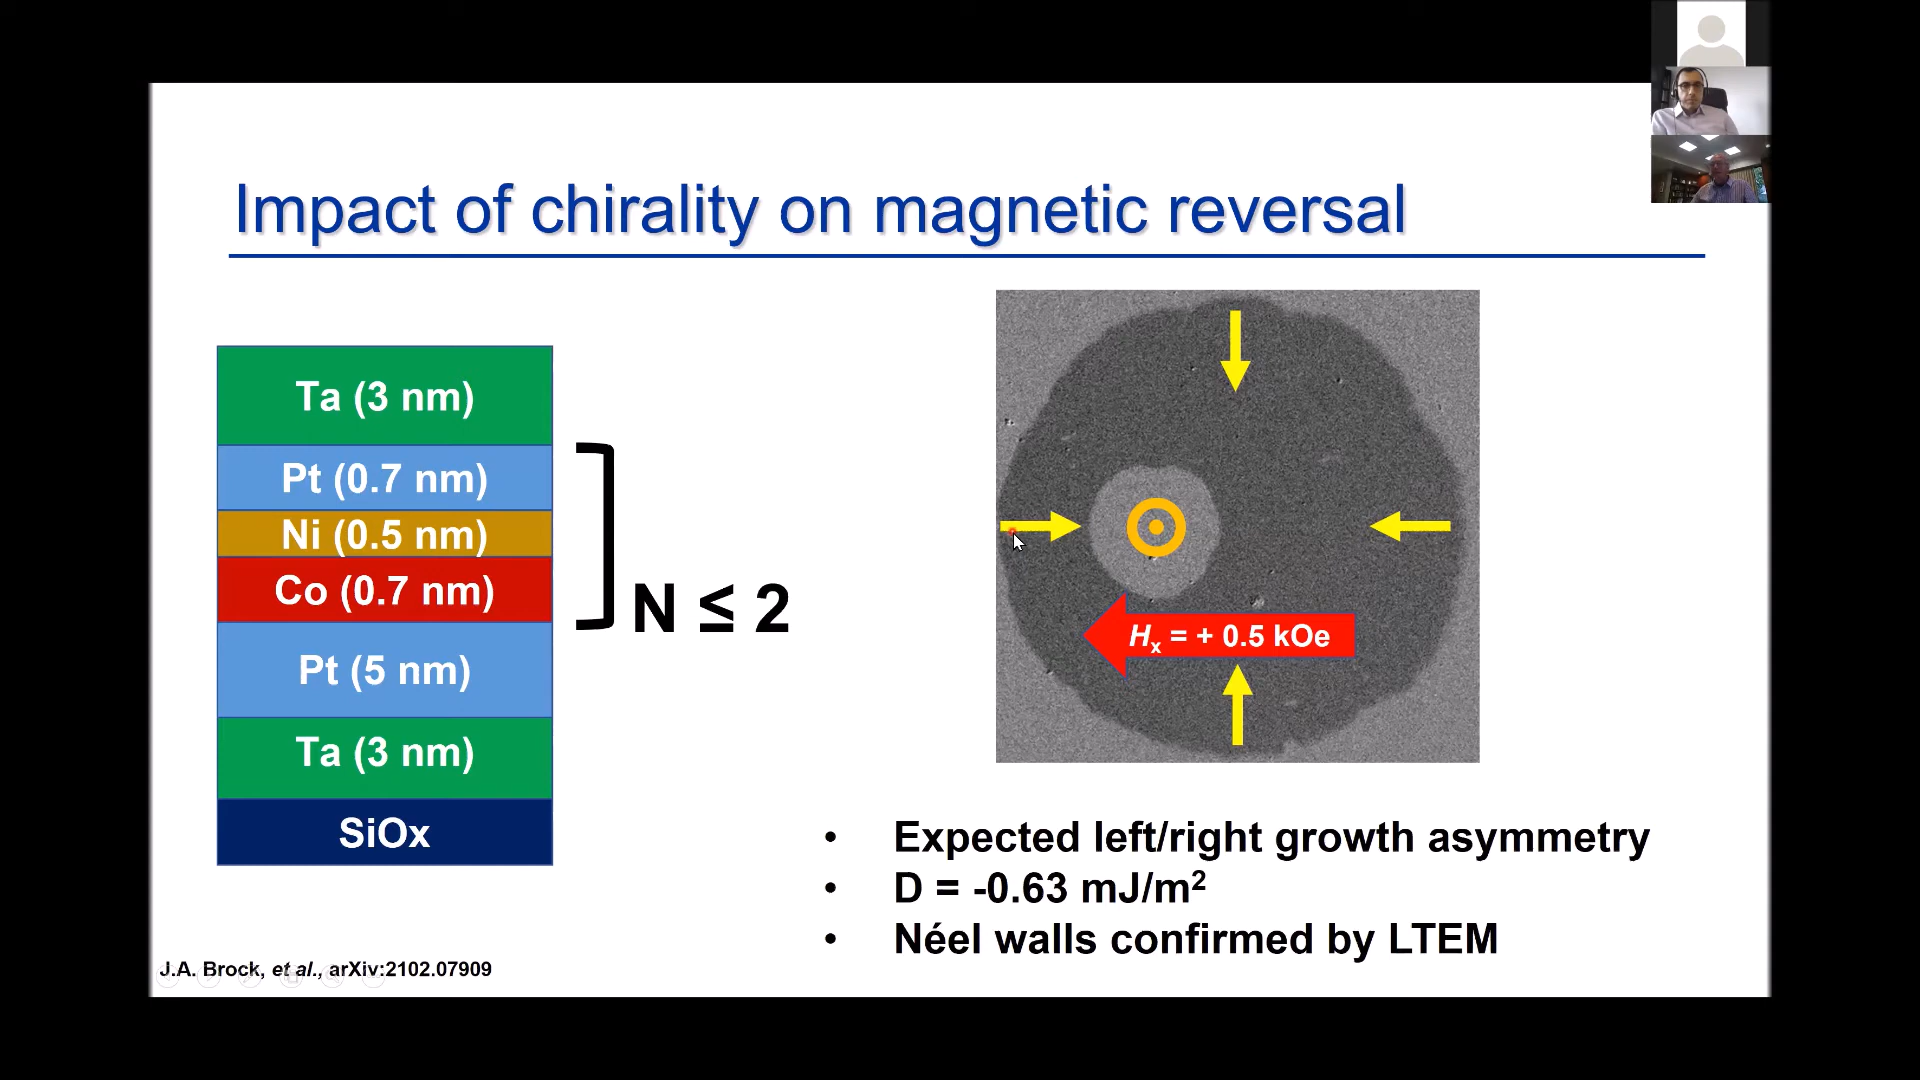 Impact of chirality on magnetic reversal
Ta (3 nm)
Pt (0.7 nm)
Ni (0.5 nm)
Co (0.7 nm)
Pt (5 nm)
Ta (3 nm)
SiOx
N ≤ 2
Hx = + 0.5 kOe
• Expected left/right growth asymmetry
• D = -0.63 mJ/m²
• Néel walls confirmed by LTEM
J.A. Brock, et al., arXiv:2102.07909